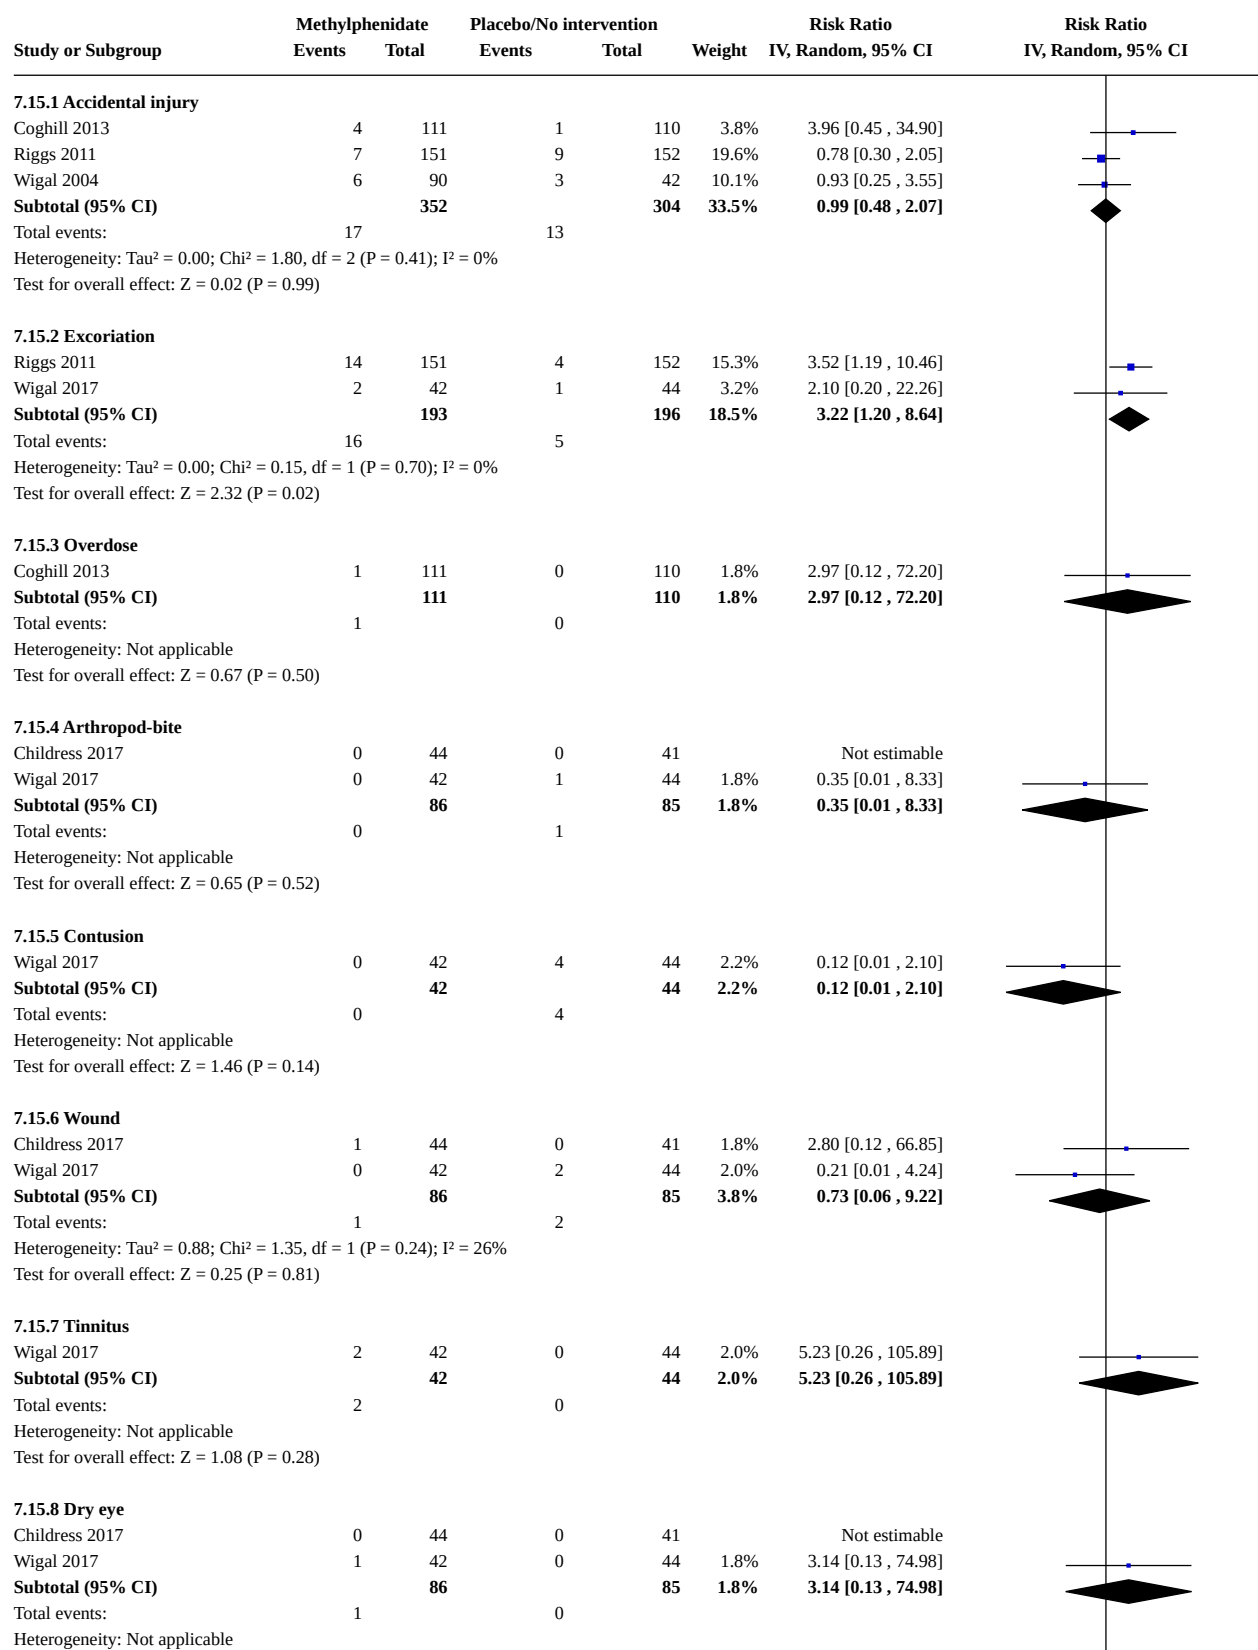 Methylphenidate Placebo/No intervention Risk Ratio Risk Ratio
Study or Subgroup Events Total Events Total Weight IV, Random, 95% CI IV, Random, 95% CI
7.15.1 Accidental injury
Coghill 2013 4 111 1 110 3.8% 3.96 [0.45 , 34.90]
Riggs 2011 7 151 9 152 19.6% 0.78 [0.30 , 2.05]
Wigal 2004 6 90 3 42 10.1% 0.93 [0.25 , 3.55]
Subtotal (95% CI) 352 304 33.5% 0.99 [0.48 , 2.07]
Total events: 17 13
Heterogeneity: Tau² = 0.00; Chi² = 1.80, df = 2 (P = 0.41); I² = 0%
Test for overall effect: Z = 0.02 (P = 0.99)
7.15.2 Excoriation
Riggs 2011 14 151 4 152 15.3% 3.52 [1.19 , 10.46]
Wigal 2017 2 42 1 44 3.2% 2.10 [0.20 , 22.26]
Subtotal (95% CI) 193 196 18.5% 3.22 [1.20 , 8.64]
Total events: 16 5
Heterogeneity: Tau² = 0.00; Chi² = 0.15, df = 1 (P = 0.70); I² = 0%
Test for overall effect: Z = 2.32 (P = 0.02)
7.15.3 Overdose
Coghill 2013 1 111 0 110 1.8% 2.97 [0.12 , 72.20]
Subtotal (95% CI) 111 110 1.8% 2.97 [0.12 , 72.20]
Total events: 1 0
Heterogeneity: Not applicable
Test for overall effect: Z = 0.67 (P = 0.50)
7.15.4 Arthropod-bite
Childress 2017 0 44 0 41 Not estimable
Wigal 2017 0 42 1 44 1.8% 0.35 [0.01 , 8.33]
Subtotal (95% CI) 86 85 1.8% 0.35 [0.01 , 8.33]
Total events: 0 1
Heterogeneity: Not applicable
Test for overall effect: Z = 0.65 (P = 0.52)
7.15.5 Contusion
Wigal 2017 0 42 4 44 2.2% 0.12 [0.01 , 2.10]
Subtotal (95% CI) 42 44 2.2% 0.12 [0.01 , 2.10]
Total events: 0 4
Heterogeneity: Not applicable
Test for overall effect: Z = 1.46 (P = 0.14)
7.15.6 Wound
Childress 2017 1 44 0 41 1.8% 2.80 [0.12 , 66.85]
Wigal 2017 0 42 2 44 2.0% 0.21 [0.01 , 4.24]
Subtotal (95% CI) 86 85 3.8% 0.73 [0.06 , 9.22]
Total events: 1 2
Heterogeneity: Tau² = 0.88; Chi² = 1.35, df = 1 (P = 0.24); I² = 26%
Test for overall effect: Z = 0.25 (P = 0.81)
7.15.7 Tinnitus
Wigal 2017 2 42 0 44 2.0% 5.23 [0.26 , 105.89]
Subtotal (95% CI) 42 44 2.0% 5.23 [0.26 , 105.89]
Total events: 2 0
Heterogeneity: Not applicable
Test for overall effect: Z = 1.08 (P = 0.28)
7.15.8 Dry eye
Childress 2017 0 44 0 41 Not estimable
Wigal 2017 1 42 0 44 1.8% 3.14 [0.13 , 74.98]
Subtotal (95% CI) 86 85 1.8% 3.14 [0.13 , 74.98]
Total events: 1 0
Heterogeneity: Not applicable